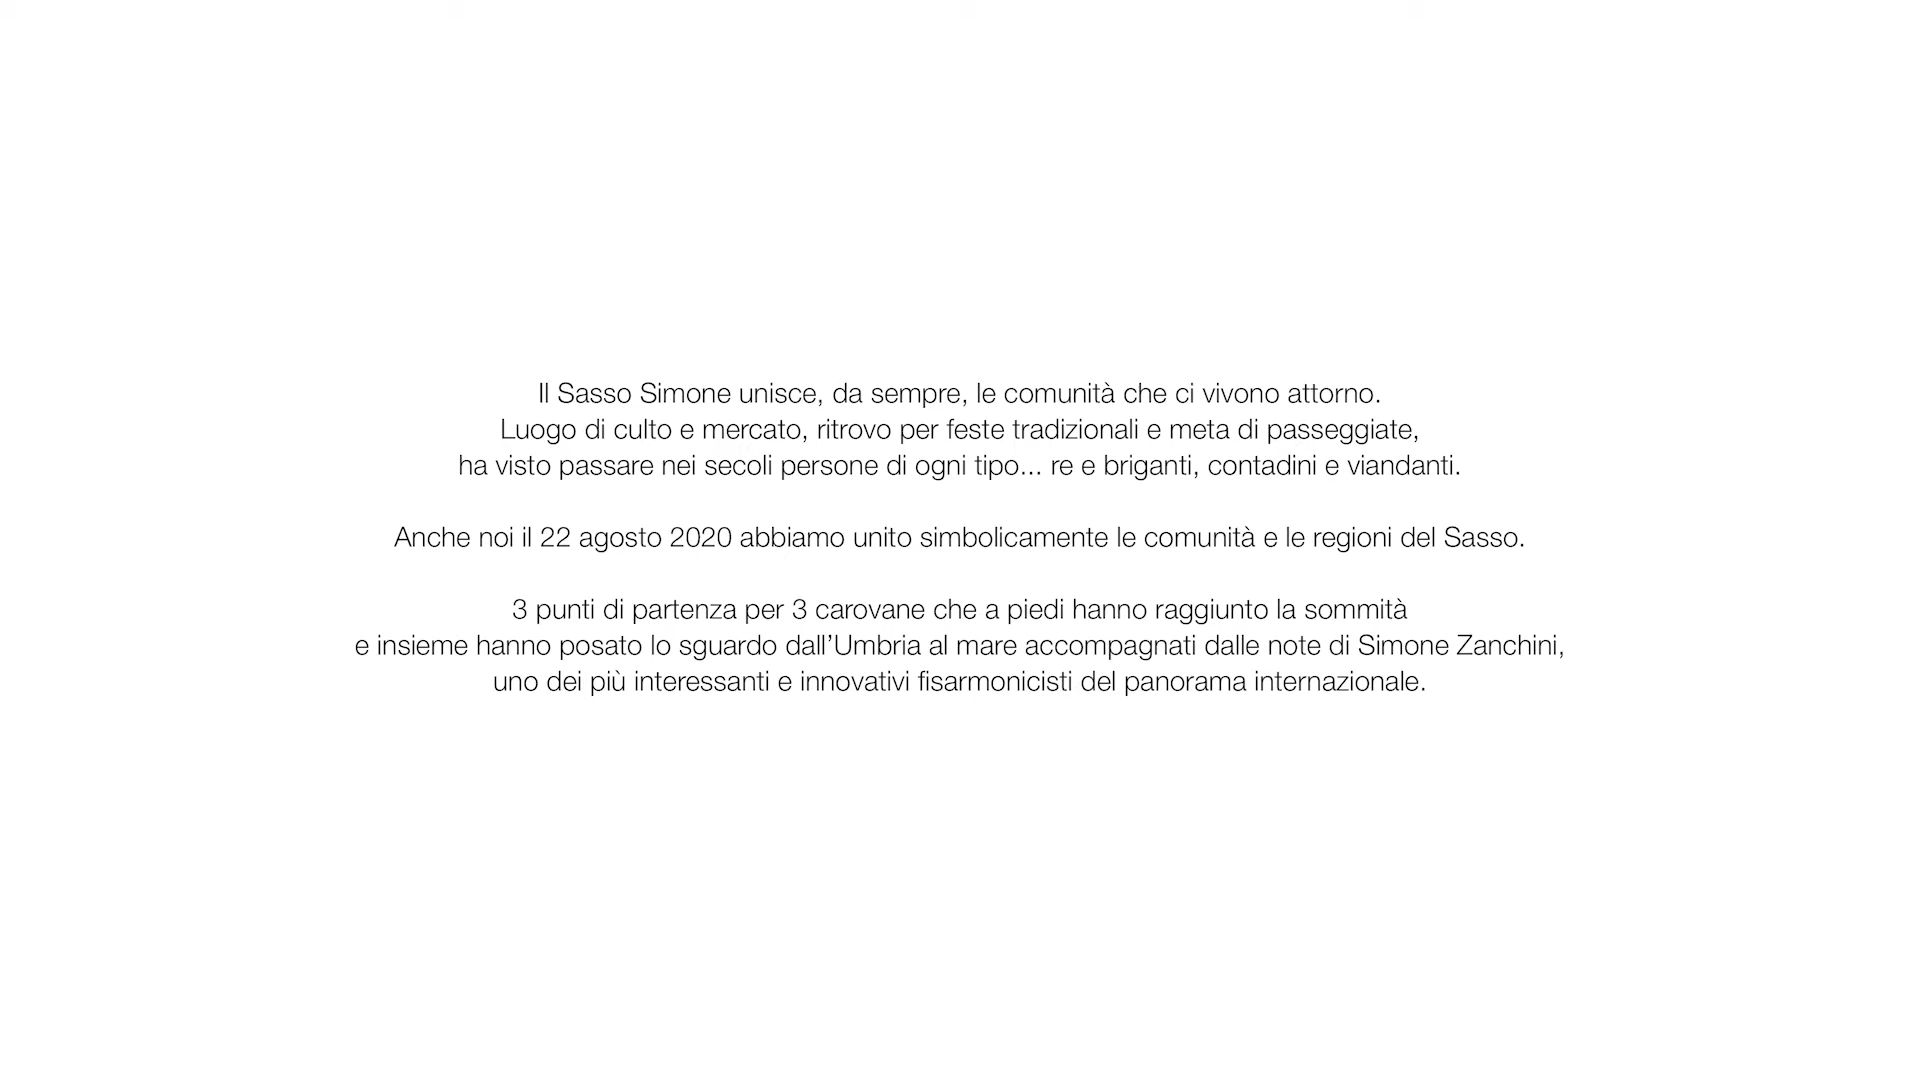 Il Sasso Simone unisce, da sempre, le comunità che ci vivono attorno.
Luogo di culto e mercato, ritrovo per feste tradizionali e meta di passeggiate,
ha visto passare nei secoli persone di ogni tipo... re e briganti, contadini e viandanti.
Anche noi il 22 agosto 2020 abbiamo unito simbolicamente le comunità e le regioni del Sasso.
3 punti di partenza per 3 carovane che a piedi hanno raggiunto la sommità
e insieme hanno posato lo sguardo dall’Umbria al mare accompagnati dalle note di Simone Zanchini,
uno dei più interessanti e innovativi fisarmonicisti del panorama internazionale.